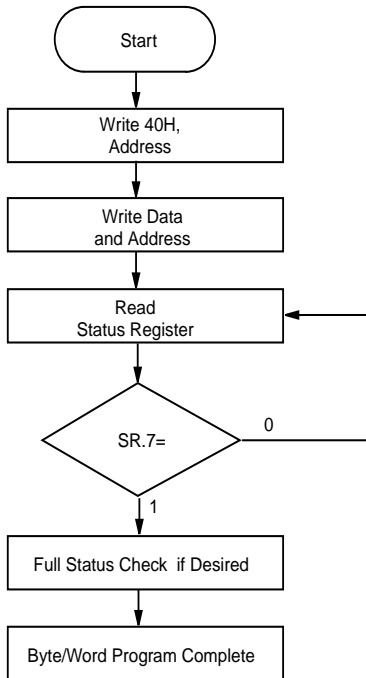 Start
Write 40H,
Address
Write Data
and Address
Read
Status Register
SR.7=
0
1
Full Status Check if Desired
Byte/Word Program Complete